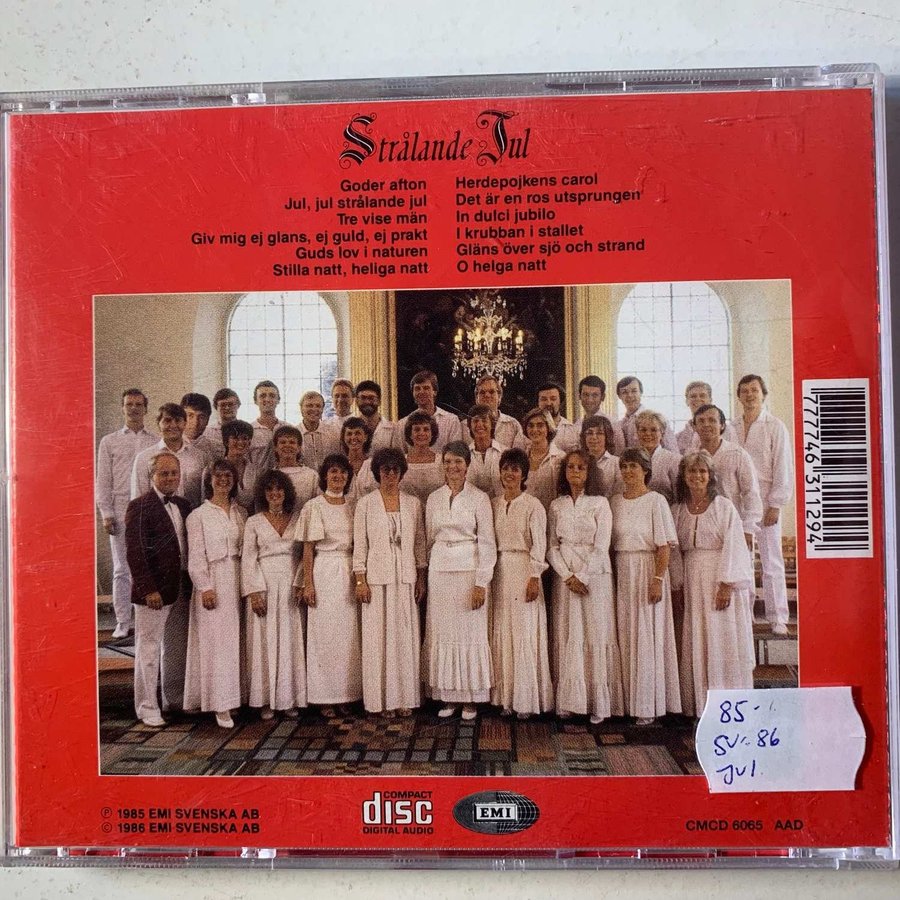 Strålande Jul
Goder afton
Jul, jul strålande jul
Tre vise män
Giv mig ej glans, ej guld, ej prakt
Guds lov i naturen
Stilla natt, heliga natt
Herdepojkens carol
Det är en ros utsprungen
In dulci jubilo
I krubban i stallet
Gläns över sjö och strand
O helga natt
7 77746 31129 4
85-
SV. 86
Jul
℗ 1985 EMI SVENSKA AB
© 1986 EMI SVENSKA AB
COMPACT
disc
DIGITAL AUDIO
EMI
CMCD 6065 AAD